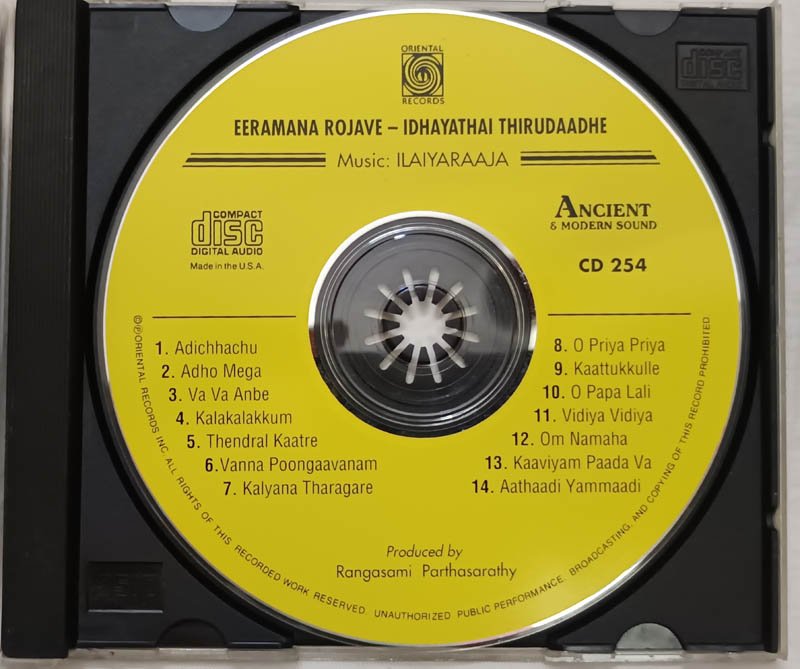 ORIENTAL
RECORDS
EERAMANA ROJAVE – IDHAYATHAI THIRUDAADHE
Music: ILAIYARAAJA
COMPACT
disc
DIGITAL AUDIO
Made in the U.S.A.
ANCIENT
& MODERN SOUND
CD 254
1. Adichhachu
2. Adho Mega
3. Va Va Anbe
4. Kalakalakkum
5. Thendral Kaatre
6.Vanna Poongaavanam
7. Kalyana Tharagare
8. O Priya Priya
9. Kaattukkulle
10. O Papa Lali
11. Vidiya Vidiya
12. Om Namaha
13. Kaaviyam Paada Va
14. Aathaadi Yammaadi
Produced by
Rangasami Parthasarathy
©℗ORIENTAL RECORDS INC. ALL RIGHTS OF THIS RECORDED WORK RESERVED. UNAUTHORIZED PUBLIC PERFORMANCE, BROADCASTING, AND COPYING OF THIS RECORD PROHIBITED
COMPACT
disc
DIGITAL AUDIO